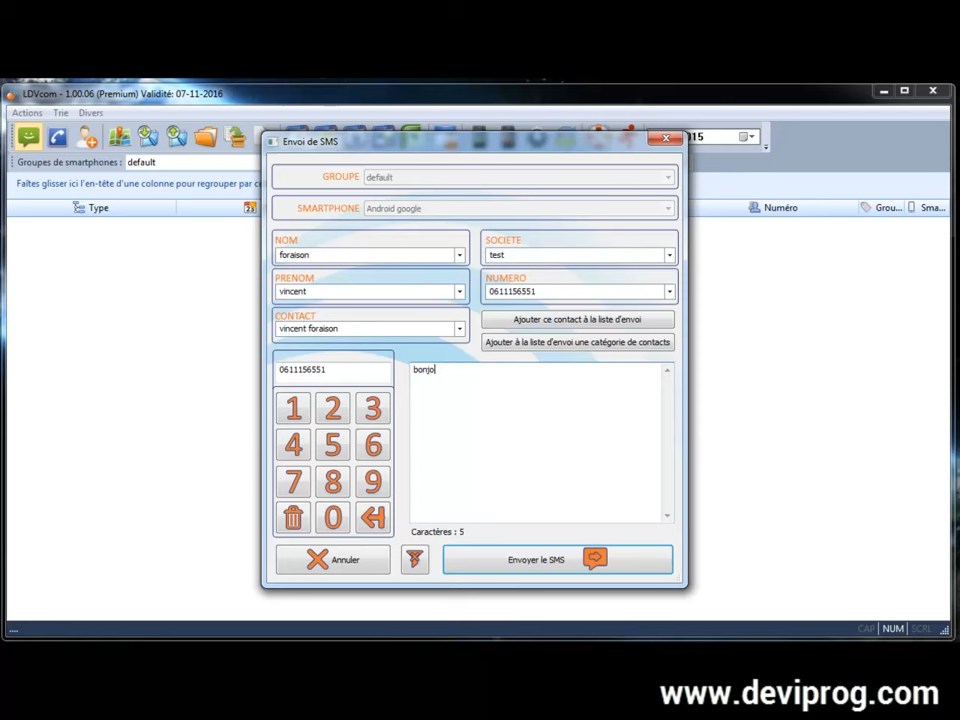 LDVcom - 1.00.06 (Premium) Validité: 07-11-2016
Actions Trie Divers
Envoi de SMS
15
Groupes de smartphones : default
Faites glisser ici l'en-tête d'une colonne pour regrouper par ce
Type
Numéro
Grou...
Sma...
GROUPE default
SMARTPHONE Android google
NOM
foraison
SOCIETE
test
PRENOM
vincent
NUMERO
0611156551
CONTACT
vincent foraison
Ajouter ce contact à la liste d'envoi
Ajouter à la liste d'envoi une catégorie de contacts
0611156551
bonjo
1 2 3
4 5 6
7 8 9
0
Caractères : 5
Annuler
Envoyer le SMS
....
CAP NUM SCRL
www.deviprog.com